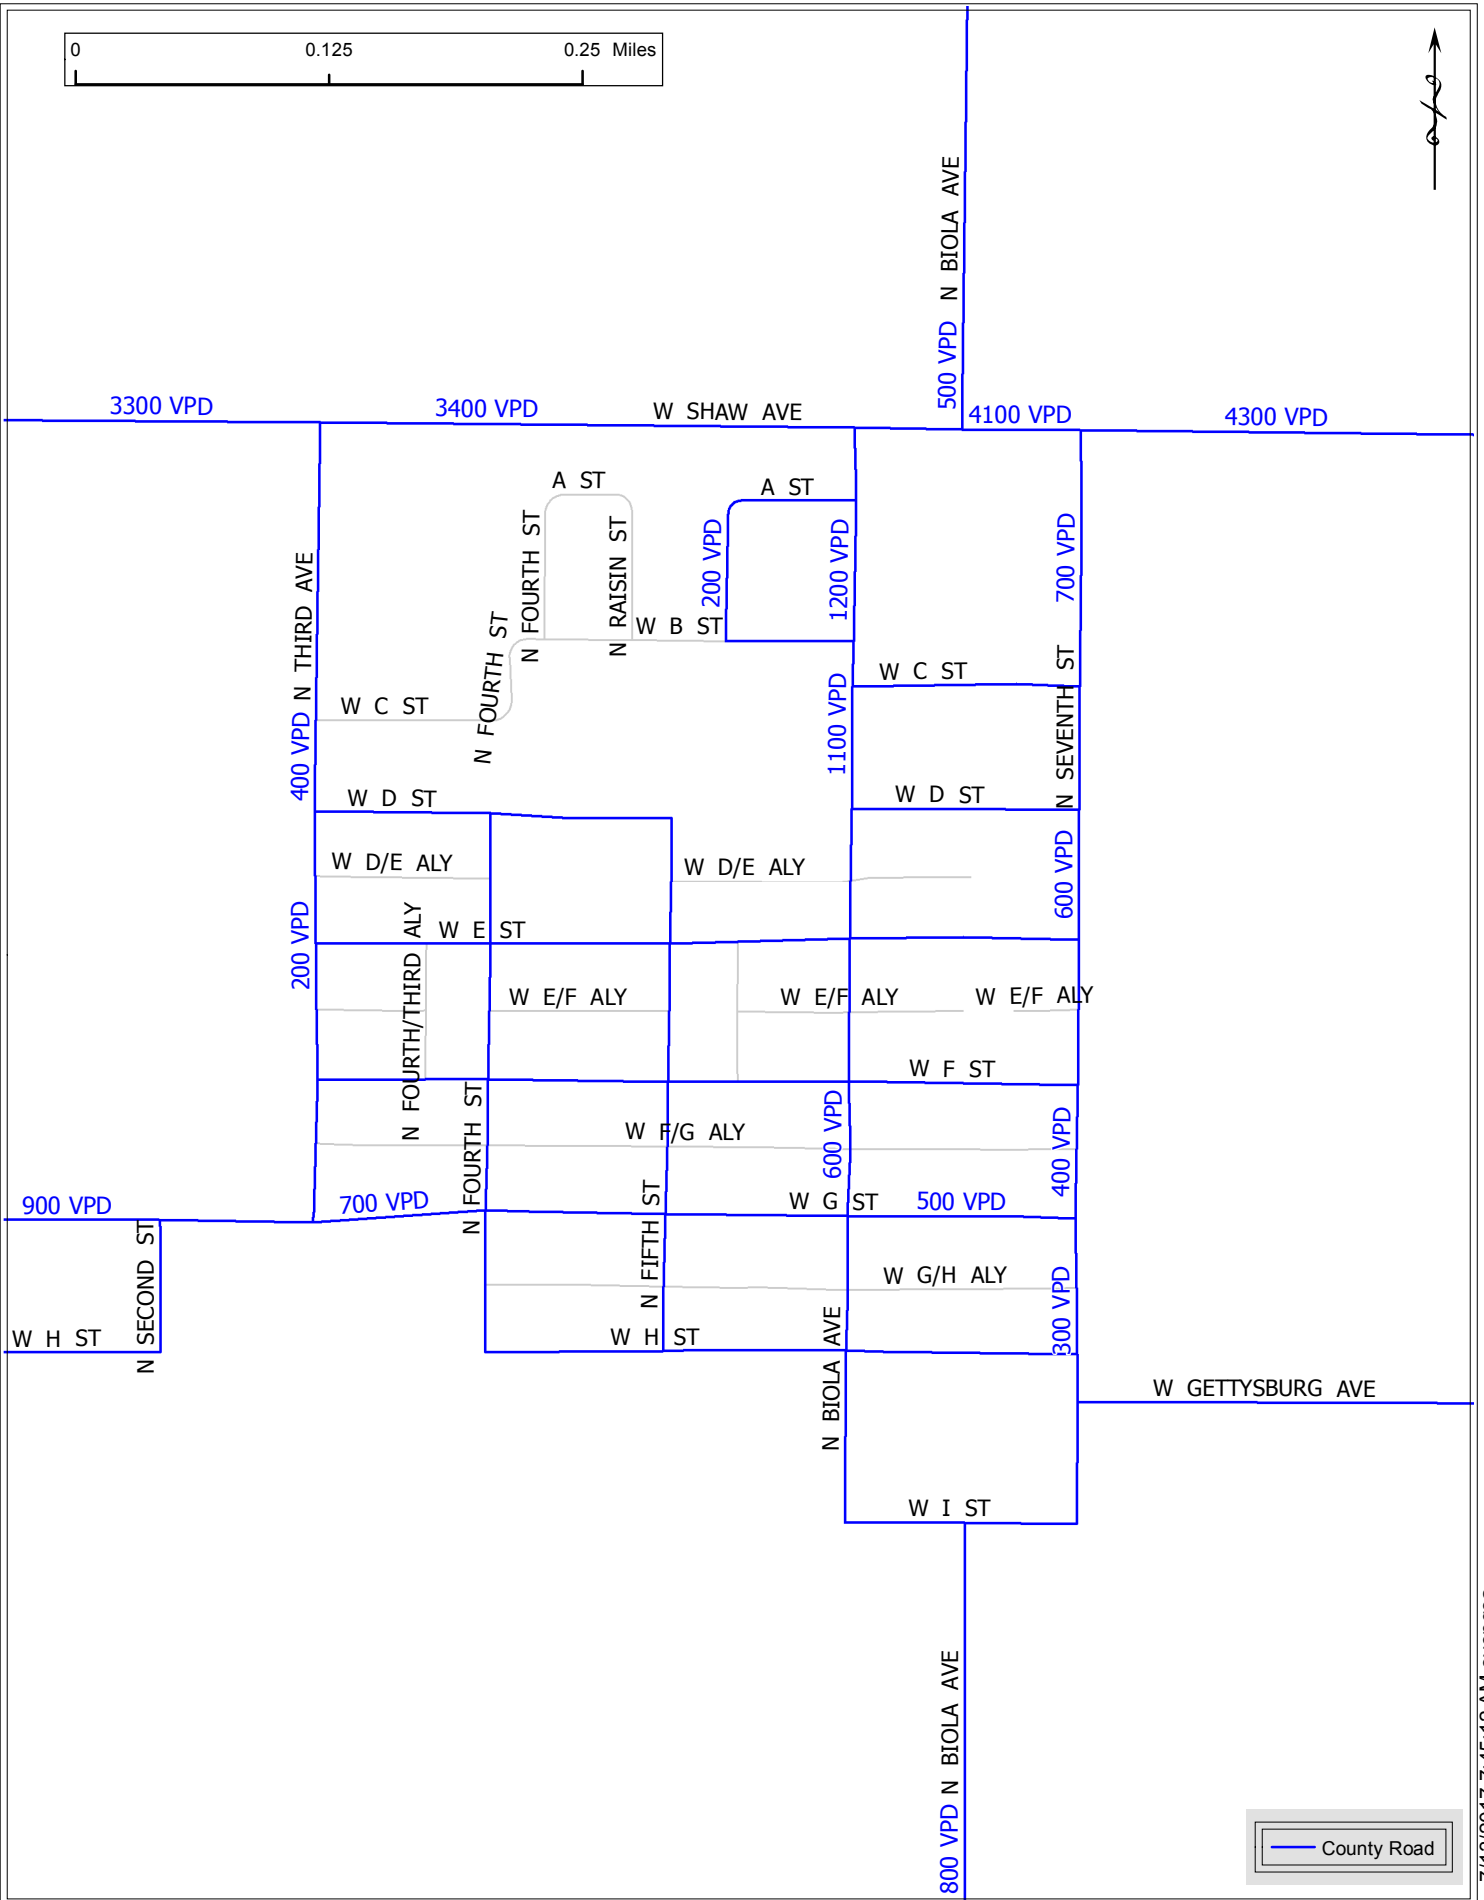 0 0.125 0.25 Miles
N BIOLA AVE
500 VPD
3300 VPD
3400 VPD
W SHAW AVE
4100 VPD
4300 VPD
A ST
A ST
N FOURTH ST
N RAISIN ST
200 VPD
1200 VPD
700 VPD
N THIRD AVE
W B ST
N FOURTH ST
W C ST
W C ST
N SEVENTH ST
400 VPD
1100 VPD
W D ST
W D ST
W D/E ALY
W D/E ALY
600 VPD
200 VPD
N FOURTH/THIRD ALY
W E ST
W E/F ALY
W E/F ALY
W E/F ALY
W F ST
N FOURTH ST
600 VPD
400 VPD
W F/G ALY
900 VPD
700 VPD
N FIFTH ST
W G ST
500 VPD
N SECOND ST
W G/H ALY
300 VPD
W H ST
W H ST
N BIOLA AVE
W GETTYSBURG AVE
W I ST
N BIOLA AVE
800 VPD
County Road